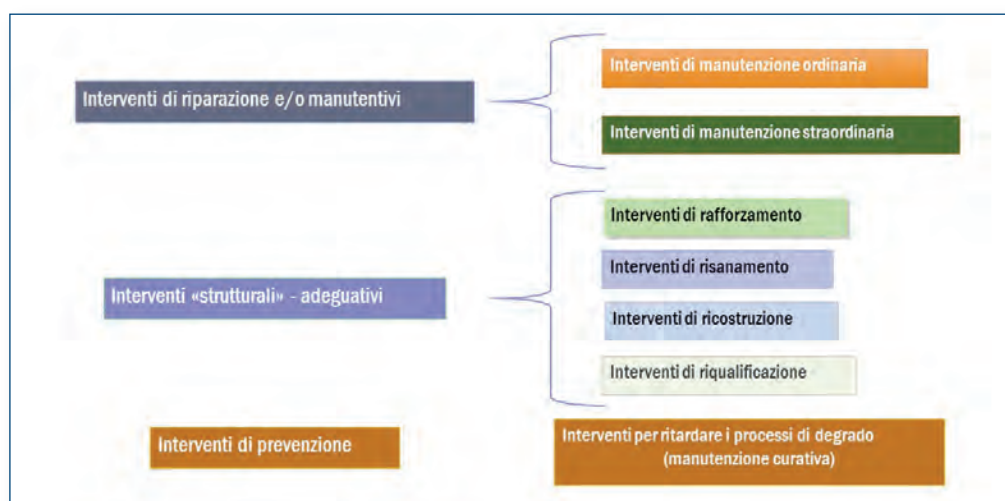 Interventi di riparazione e/o manutentivi
Interventi di manutenzione ordinaria
Interventi di manutenzione straordinaria
Interventi «strutturali» - adeguativi
Interventi di rafforzamento
Interventi di risanamento
Interventi di ricostruzione
Interventi di riqualificazione
Interventi di prevenzione
Interventi per ritardare i processi di degrado
(manutenzione curativa)